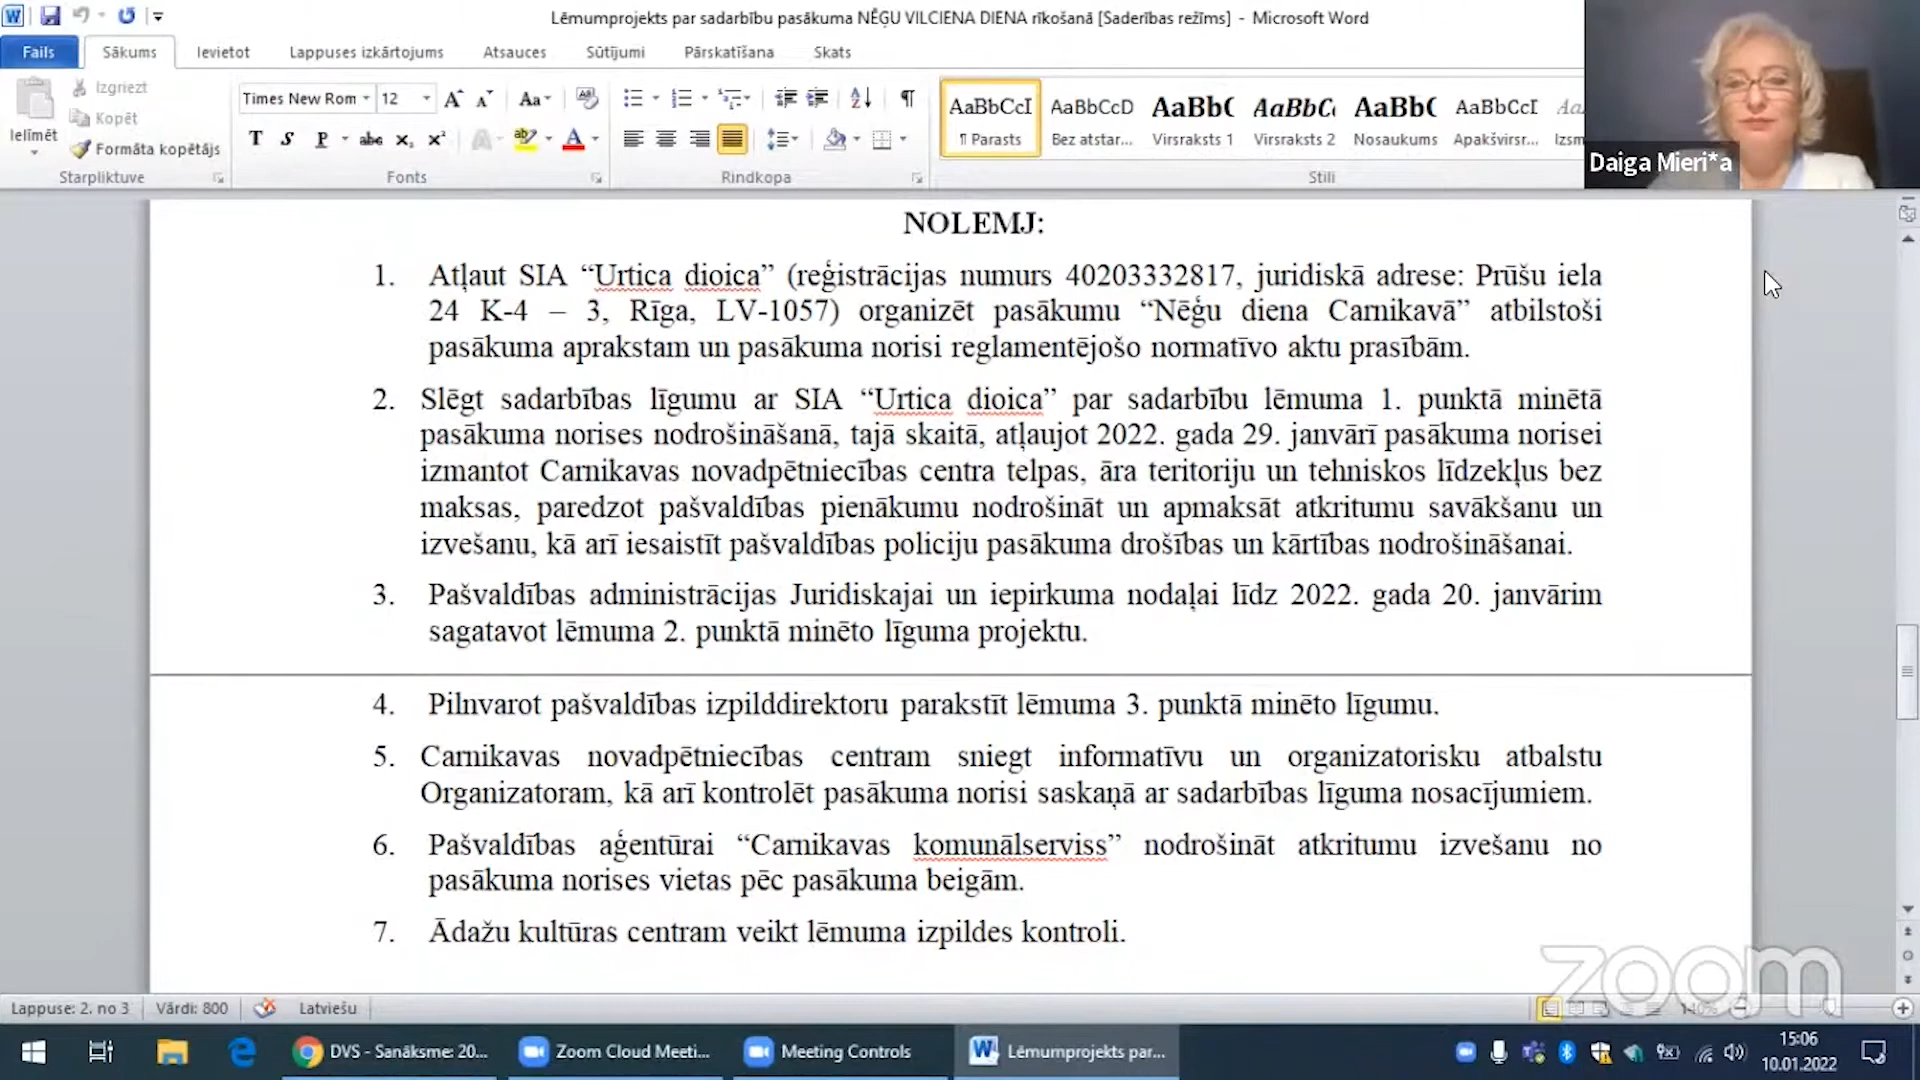 Lēmumprojekts par sadarbību pasākuma NĒĢU VILCIENA DIENA rīkošanā [Saderības režīms] - Microsoft Word
Fails Sākums Ievietot Lappuses izkārtojums Atsauces Sūtījumi Pārskatīšana Skats
Ielīmēt
Izgriezt
Kopēt
Formāta kopētājs
Starpliktuve
Times New Rom 12
Fonts
Rindkopa
AaBbCcI AaBbCcD AaBbC AaBbC AaBbC AaBbCcI
¶ Parasts Bez atstar... Virsraksts 1 Virsraksts 2 Nosaukums Apakšvirsr...
Stili
Daiga Mieri*a
NOLEMJ:
1. Atļaut SIA “Urtica dioica” (reģistrācijas numurs 40203332817, juridiskā adrese: Prūšu iela
24 K-4 – 3, Rīga, LV-1057) organizēt pasākumu “Nēģu diena Carnikavā” atbilstoši
pasākuma aprakstam un pasākuma norisi reglamentējošo normatīvo aktu prasībām.
2. Slēgt sadarbības līgumu ar SIA “Urtica dioica” par sadarbību lēmuma 1. punktā minētā
pasākuma norises nodrošināšanā, tajā skaitā, atļaujot 2022. gada 29. janvārī pasākuma norisei
izmantot Carnikavas novadpētniecības centra telpas, āra teritoriju un tehniskos līdzekļus bez
maksas, paredzot pašvaldības pienākumu nodrošināt un apmaksāt atkritumu savākšanu un
izvešanu, kā arī iesaistīt pašvaldības policiju pasākuma drošības un kārtības nodrošināšanai.
3. Pašvaldības administrācijas Juridiskajai un iepirkuma nodaļai līdz 2022. gada 20. janvārim
sagatavot lēmuma 2. punktā minēto līguma projektu.
4. Pilnvarot pašvaldības izpilddirektoru parakstīt lēmuma 3. punktā minēto līgumu.
5. Carnikavas novadpētniecības centram sniegt informatīvu un organizatorisku atbalstu
Organizatoram, kā arī kontrolēt pasākuma norisi saskaņā ar sadarbības līguma nosacījumiem.
6. Pašvaldības aģentūrai “Carnikavas komunālserviss” nodrošināt atkritumu izvešanu no
pasākuma norises vietas pēc pasākuma beigām.
7. Ādažu kultūras centram veikt lēmuma izpildes kontroli.
zoom
Lappuse: 2. no 3 Vārdi: 800 Latviešu 140%
DVS - Sanāksme: 20... Zoom Cloud Meeti... Meeting Controls Lēmumprojekts par...
15:06
10.01.2022